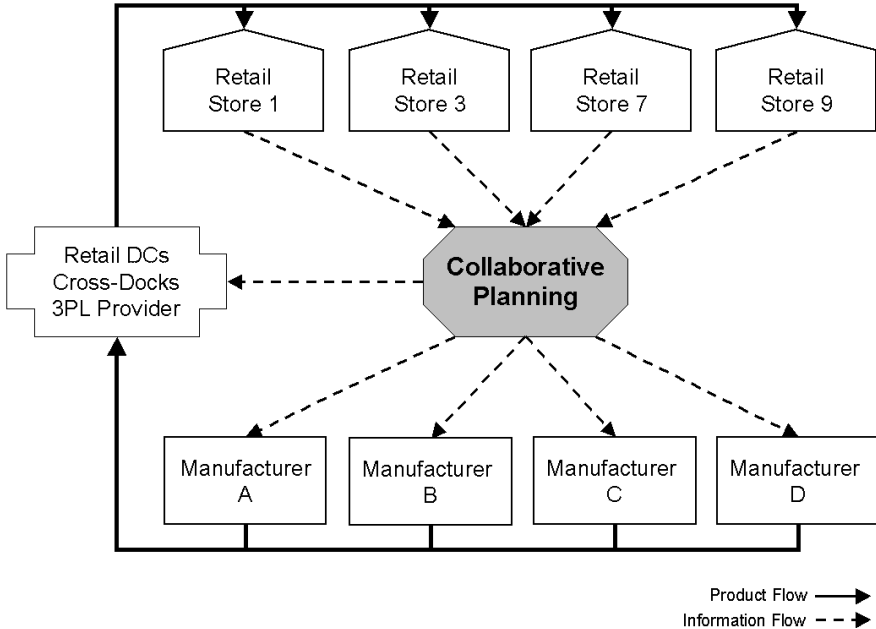 Retail
Store 1
Retail
Store 3
Retail
Store 7
Retail
Store 9
Retail DCs
Cross-Docks
3PL Provider
Collaborative
Planning
Manufacturer
A
Manufacturer
B
Manufacturer
C
Manufacturer
D
Product Flow
Information Flow